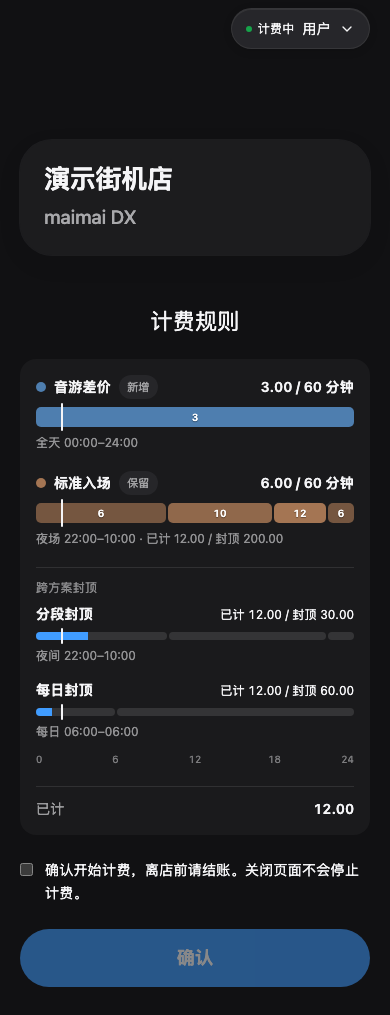 计费中 用户
演示街机店
maimai DX
计费规则
音游差价 新增 3.00 / 60 分钟
3
全天 00:00–24:00
标准入场 保留 6.00 / 60 分钟
6 10 12 6
夜场 22:00–10:00 · 已计 12.00 / 封顶 200.00
跨方案封顶
分段封顶 已计 12.00 / 封顶 30.00
夜间 22:00–10:00
每日封顶 已计 12.00 / 封顶 60.00
每日 06:00–06:00
0 6 12 18 24
已计 12.00
确认开始计费，离店前请结账。关闭页面不会停止
计费。
确认